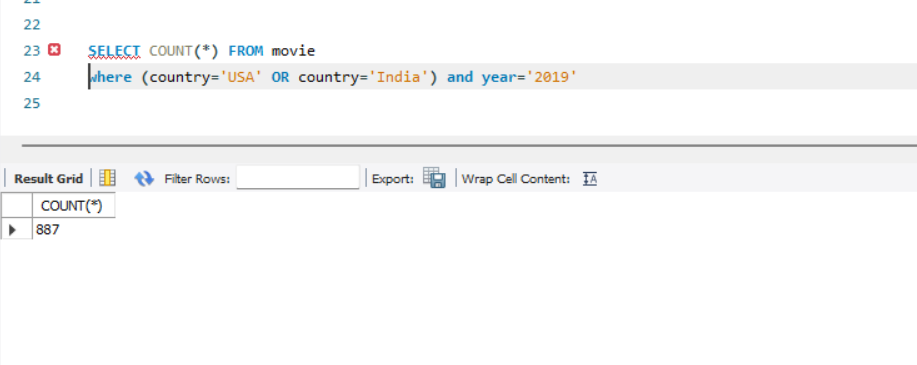 21
22
23 SELECT COUNT(*) FROM movie
24 where (country='USA' OR country='India') and year='2019'
25
Result Grid Filter Rows: Export: Wrap Cell Content: IA
COUNT(*)
887